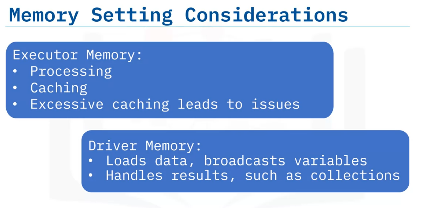 Memory Setting Considerations
Executor Memory:
• Processing
• Caching
• Excessive caching leads to issues
Driver Memory:
• Loads data, broadcasts variables
• Handles results, such as collections